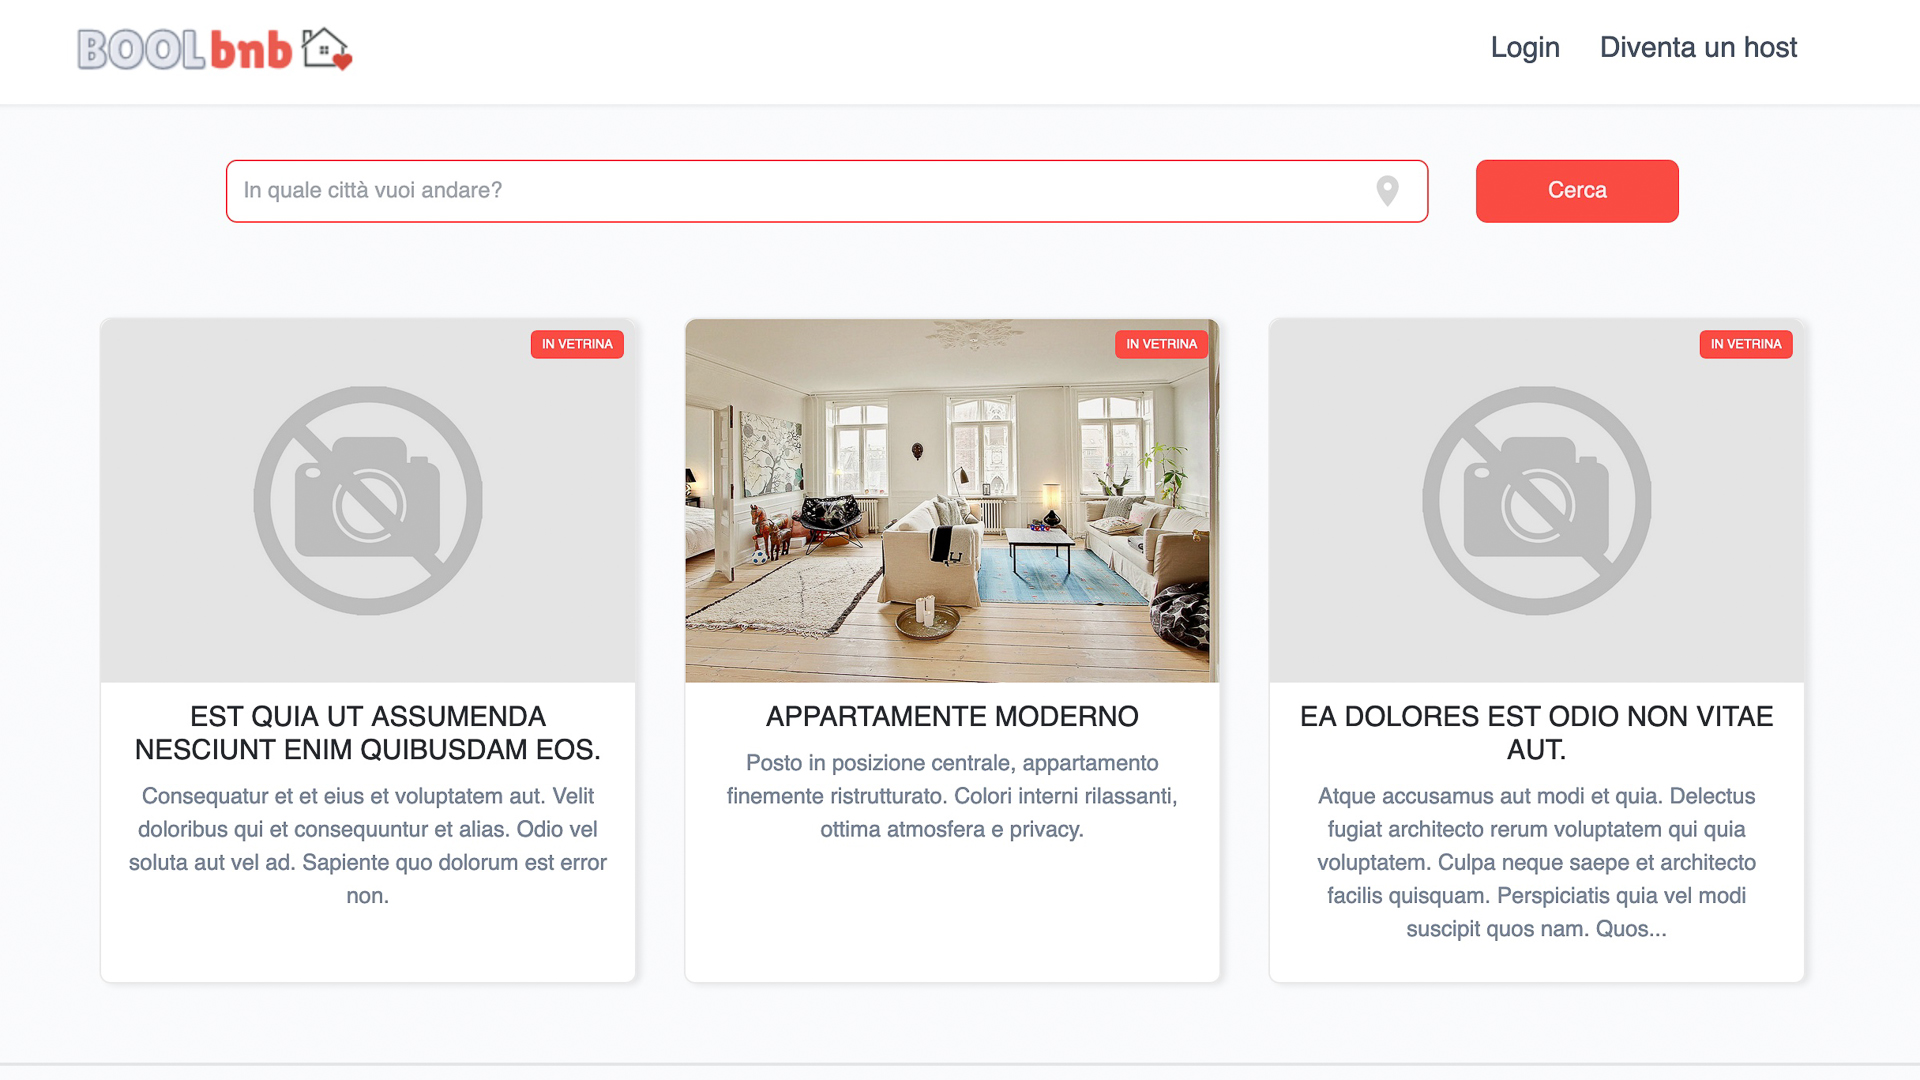 BOOLbnb
Login
Diventa un host
In quale città vuoi andare?
Cerca
IN VETRINA
IN VETRINA
IN VETRINA
EST QUIA UT ASSUMENDA
NESCIUNT ENIM QUIBUSDAM EOS.
Consequatur et et eius et voluptatem aut. Velit
doloribus qui et consequuntur et alias. Odio vel
soluta aut vel ad. Sapiente quo dolorum est error
non.
APPARTAMENTE MODERNO
Posto in posizione centrale, appartamento
finemente ristrutturato. Colori interni rilassanti,
ottima atmosfera e privacy.
EA DOLORES EST ODIO NON VITAE
AUT.
Atque accusamus aut modi et quia. Delectus
fugiat architecto rerum voluptatem qui quia
voluptatem. Culpa neque saepe et architecto
facilis quisquam. Perspiciatis quia vel modi
suscipit quos nam. Quos...